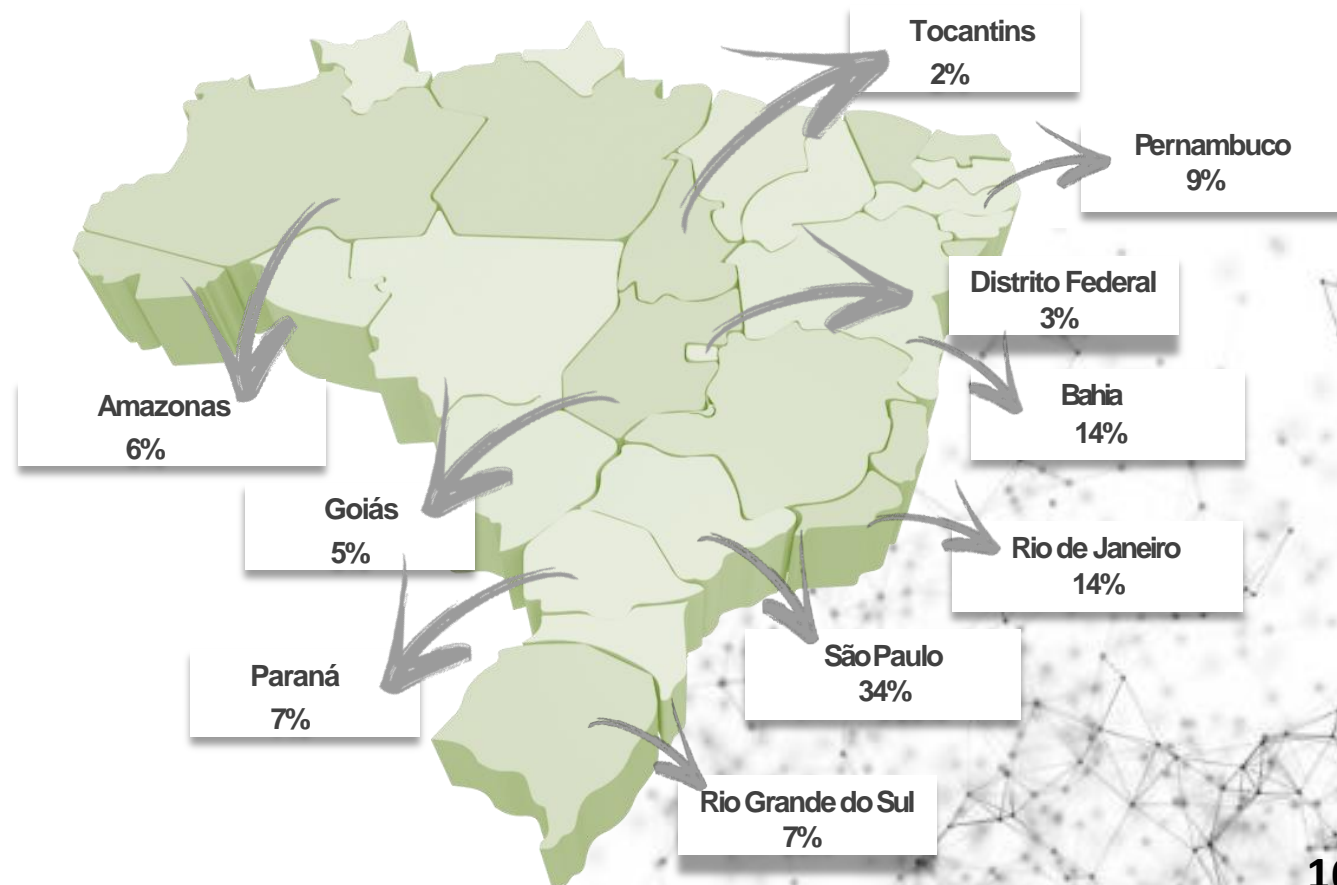 Tocantins
2%
Pernambuco
9%
Distrito Federal
3%
Bahia
14%
Amazonas
6%
Goiás
5%
Rio de Janeiro
14%
São Paulo
34%
Paraná
7%
Rio Grande do Sul
7%